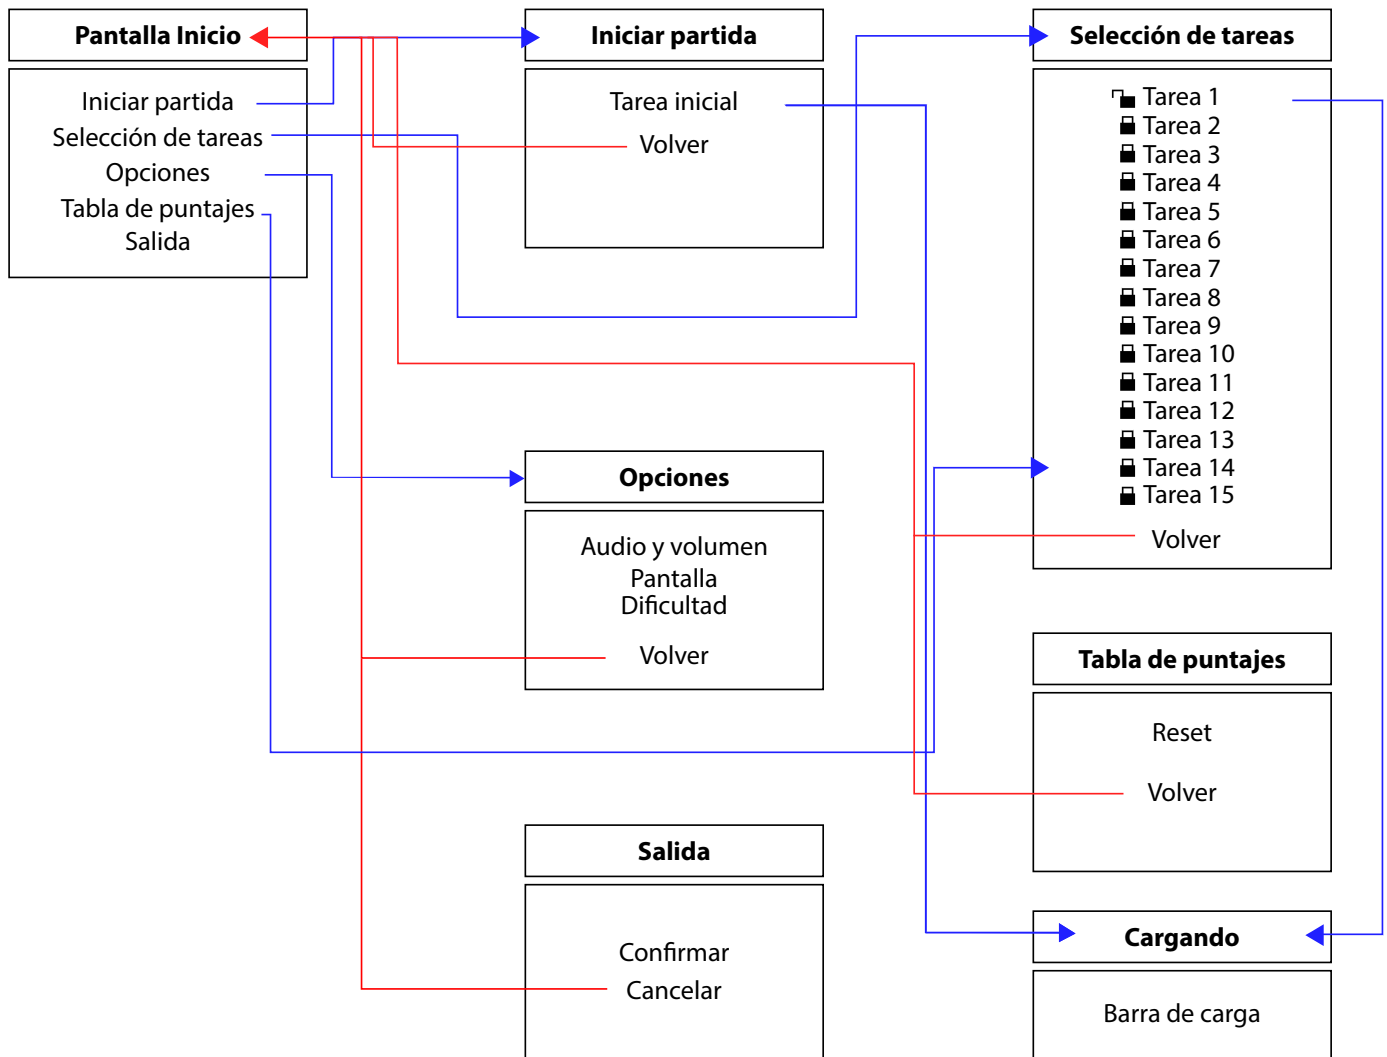 Pantalla Inicio
Iniciar partida
Selección de tareas
Opciones
Tabla de puntajes
Salida
Iniciar partida
Tarea inicial
Volver
Selección de tareas
Tarea 1
Tarea 2
Tarea 3
Tarea 4
Tarea 5
Tarea 6
Tarea 7
Tarea 8
Tarea 9
Tarea 10
Tarea 11
Tarea 12
Tarea 13
Tarea 14
Tarea 15
Volver
Opciones
Audio y volumen
Pantalla
Dificultad
Volver
Tabla de puntajes
Reset
Volver
Salida
Confirmar
Cancelar
Cargando
Barra de carga